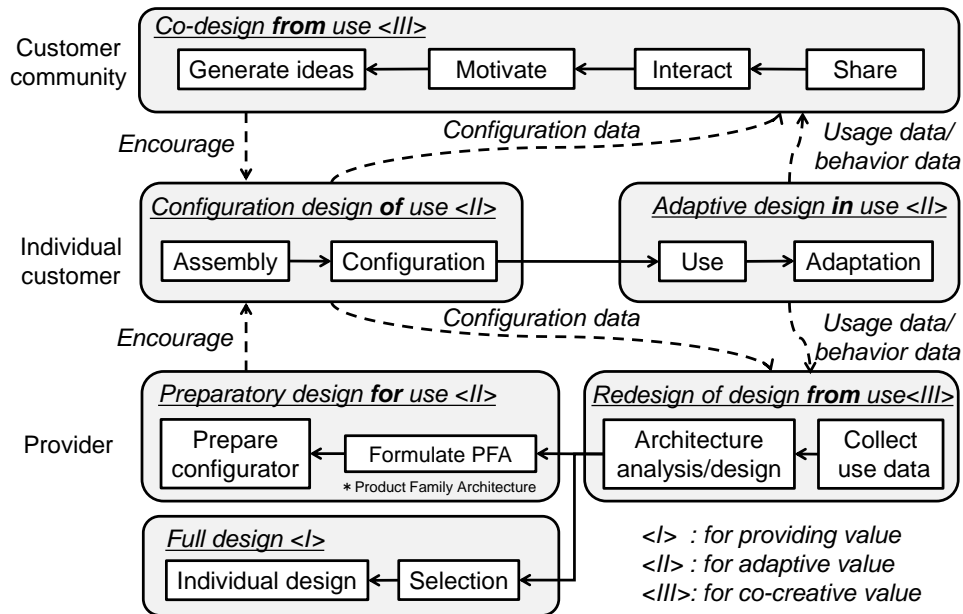 Co-design from use <III>
Customer
community
Generate ideas
Motivate
Interact
Share
Encourage
Configuration data
Usage data/
behavior data
Configuration design of use <II>
Adaptive design in use <II>
Individual
customer
Assembly
Configuration
Use
Adaptation
Encourage
Configuration data
Usage data/
behavior data
Preparatory design for use <II>
Redesign of design from use<III>
Provider
Prepare
configurator
Formulate PFA
* Product Family Architecture
Architecture
analysis/design
Collect
use data
Full design <I>
Individual design
Selection
<I> : for providing value
<II> : for adaptive value
<III>: for co-creative value